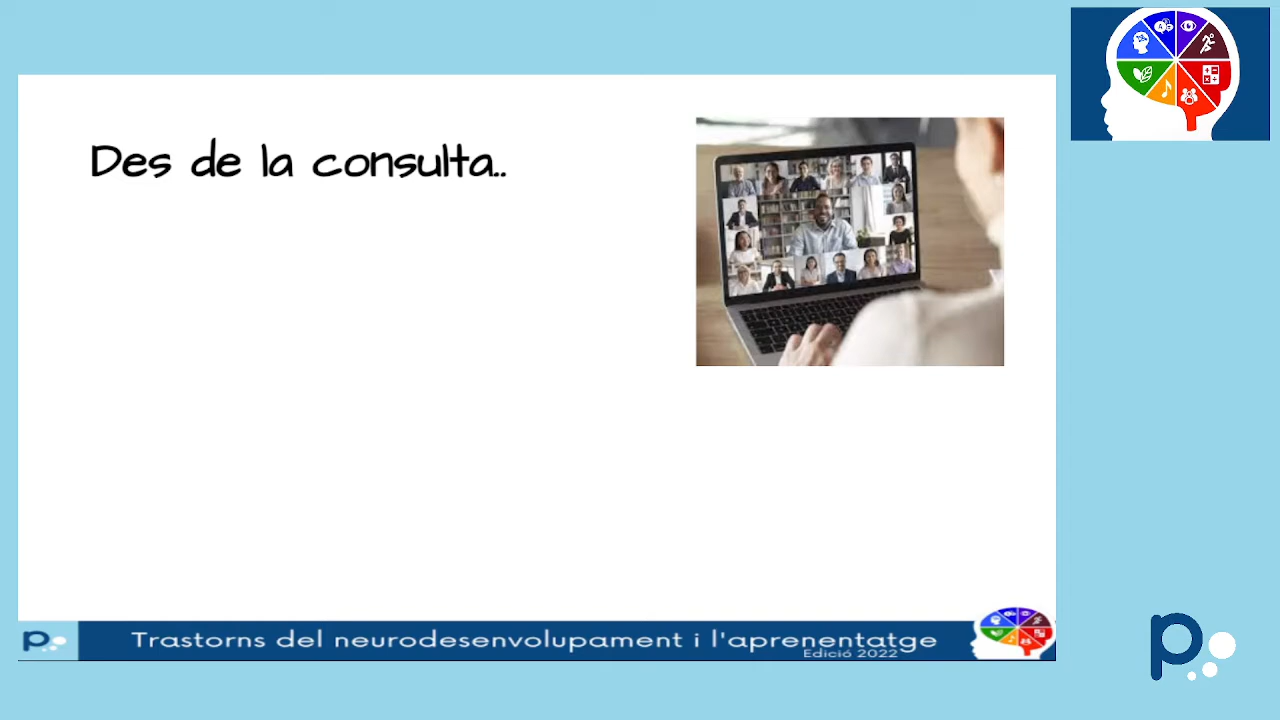 Des de la consulta..
p
Trastorns del neurodesenvolupament i l'aprenentatge
Edició 2022
p